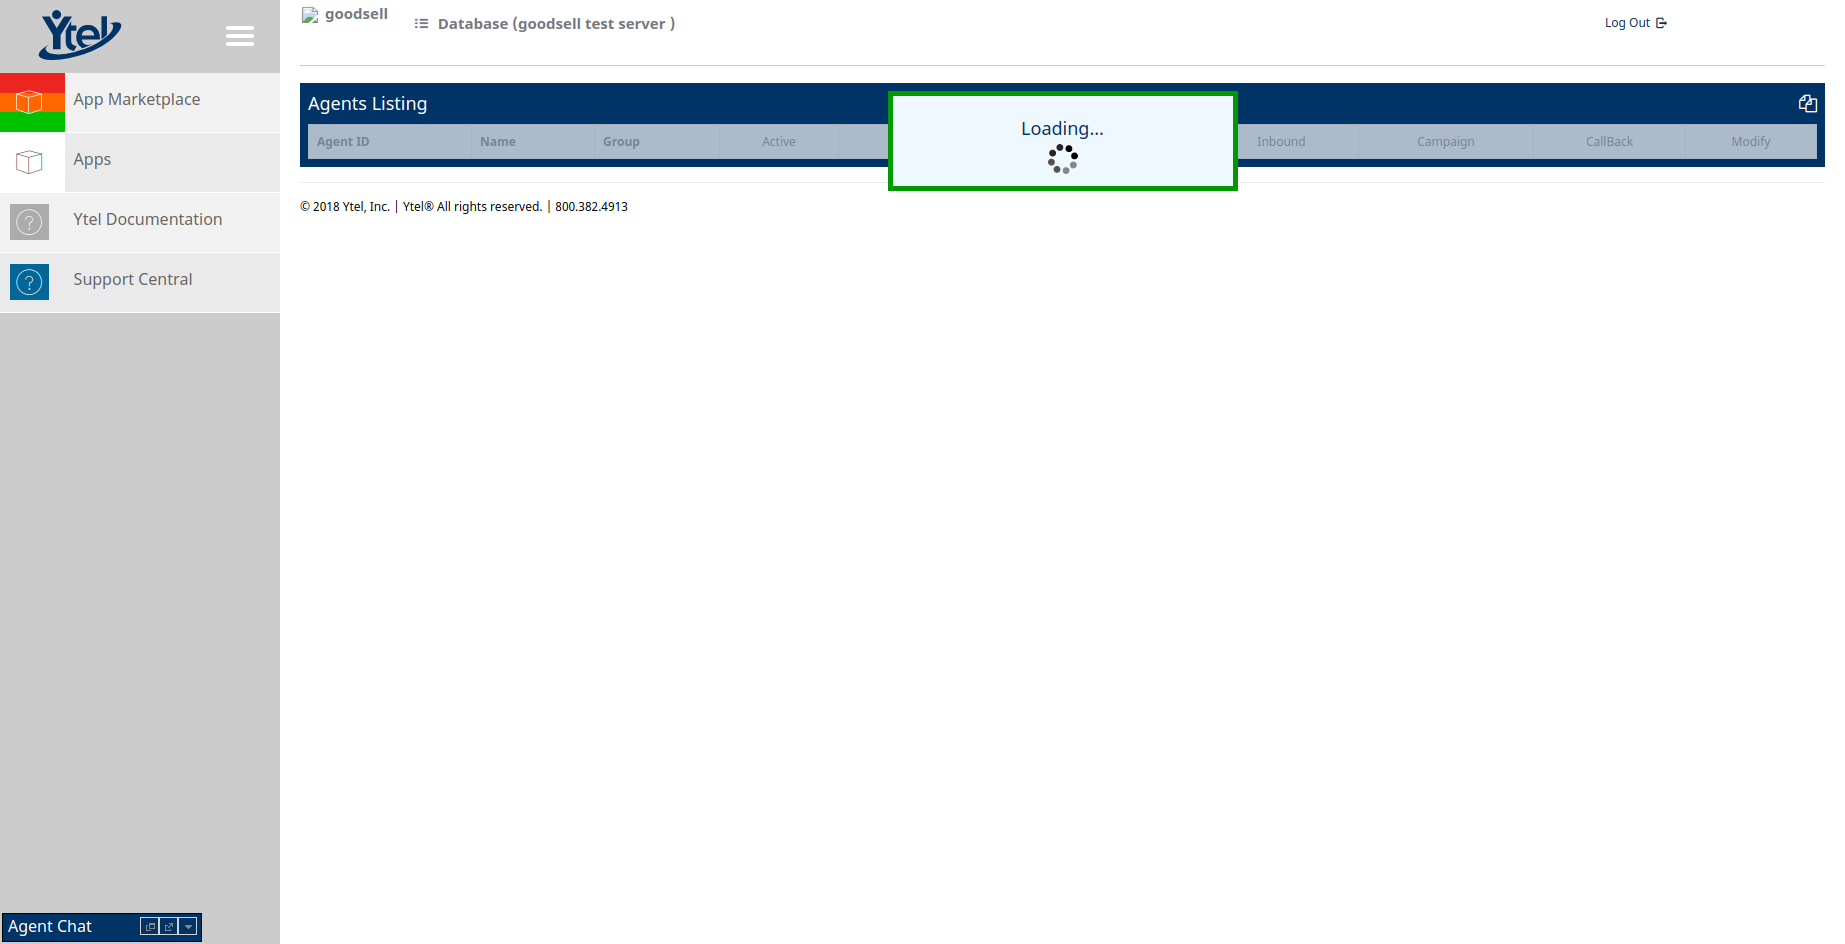 Ytel
goodsell
Database (goodsell test server )
Log Out
App Marketplace
Apps
Ytel Documentation
Support Central
Agents Listing
Agent ID Name Group Active Inbound Campaign CallBack Modify
Loading...
© 2018 Ytel, Inc. | Ytel® All rights reserved. | 800.382.4913
Agent Chat